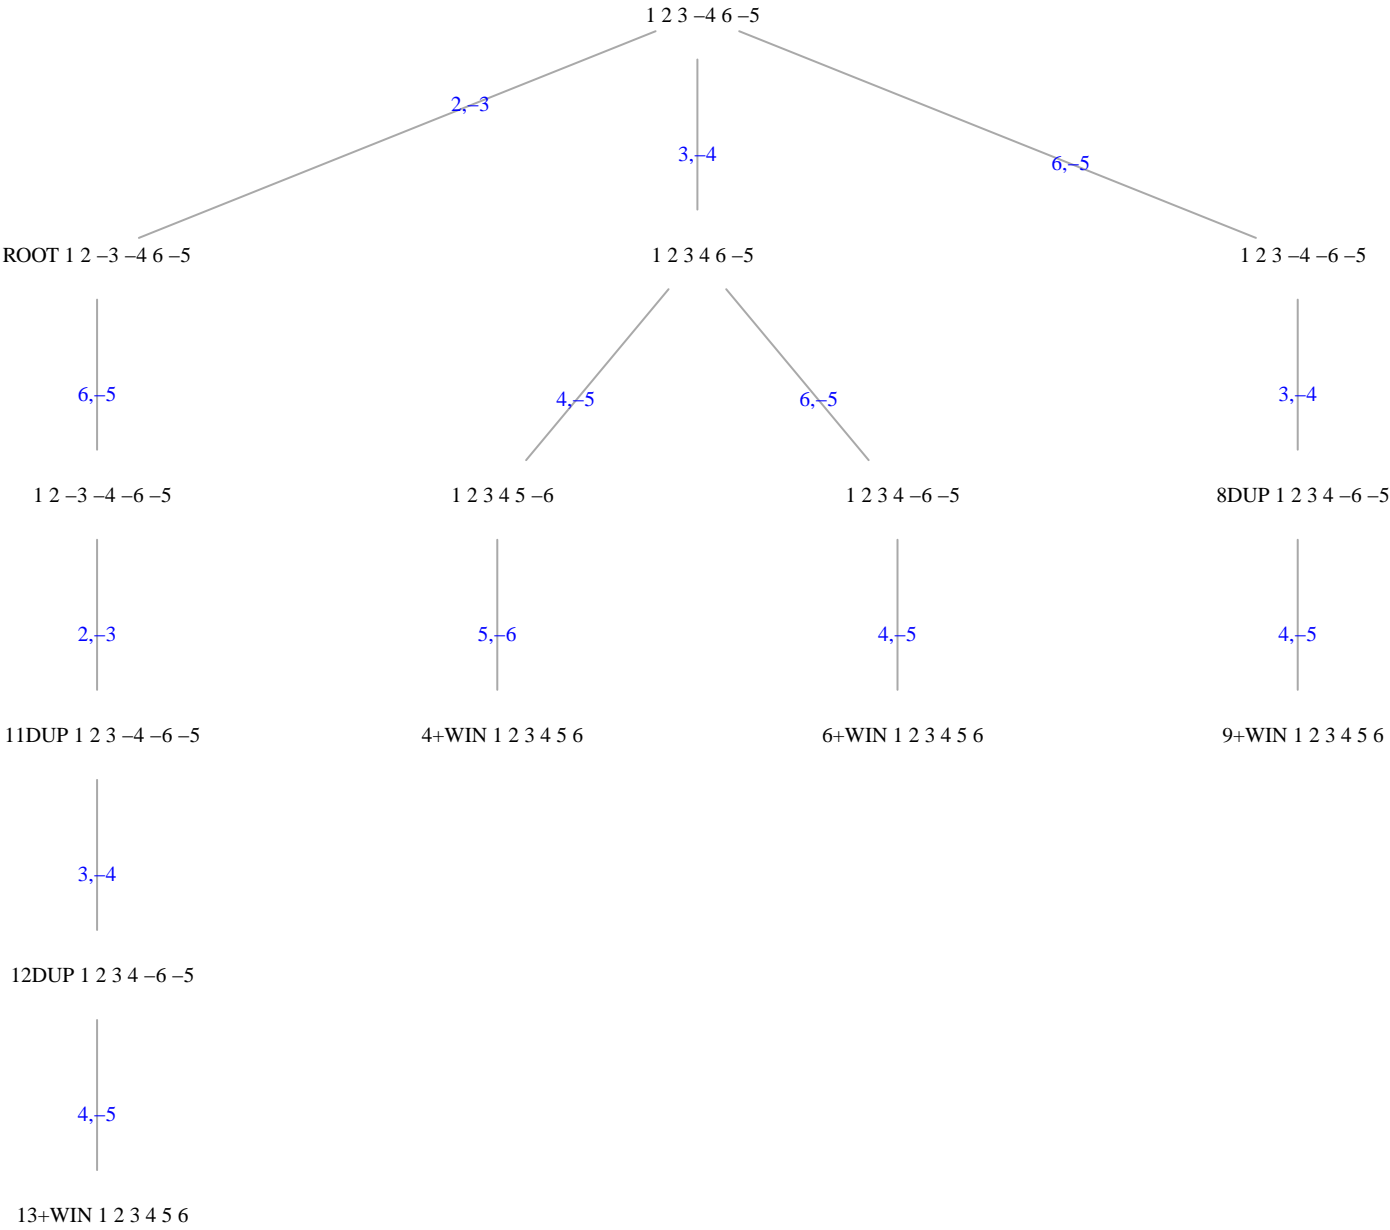 1 2 3 –4 6 –5
2,–3
3,–4
6,–5
ROOT 1 2 –3 –4 6 –5
1 2 3 4 6 –5
1 2 3 –4 –6 –5
6,–5
4,–5
6,–5
3,–4
1 2 –3 –4 –6 –5
1 2 3 4 5 –6
1 2 3 4 –6 –5
8DUP 1 2 3 4 –6 –5
2,–3
5,–6
4,–5
4,–5
11DUP 1 2 3 –4 –6 –5
4+WIN 1 2 3 4 5 6
6+WIN 1 2 3 4 5 6
9+WIN 1 2 3 4 5 6
3,–4
12DUP 1 2 3 4 –6 –5
4,–5
13+WIN 1 2 3 4 5 6